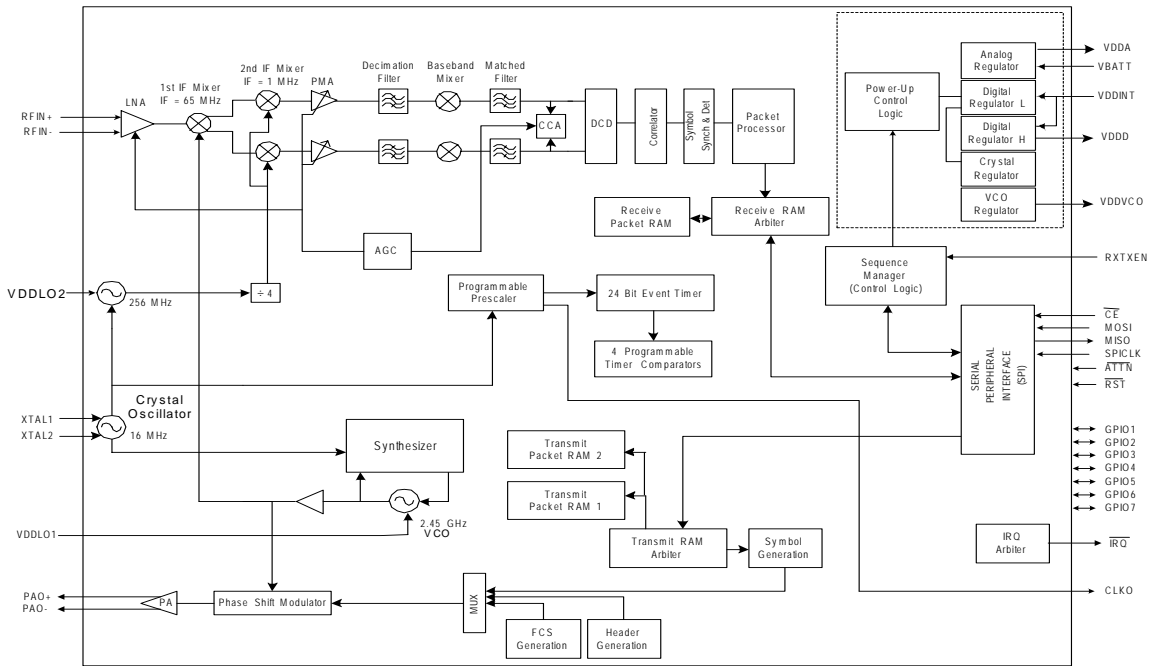 RFIN+
RFIN-
LNA
1st IF Mixer
IF = 65 MHz
2nd IF Mixer
IF = 1 MHz
PMA
Decimation
Filter
Baseband
Mixer
Matched
Filter
CCA
DCD
Correlator
Symbol
Synch & Det
Packet
Processor
Power-Up
Control
Logic
Analog
Regulator
Digital
Regulator L
Digital
Regulator H
Crystal
Regulator
VCO
Regulator
VDDA
VBATT
VDDINT
VDDD
VDDVCO
AGC
Receive
Packet RAM
Receive RAM
Arbiter
Sequence
Manager
(Control Logic)
RXTXEN
VDDLO2
256 MHz
÷ 4
Programmable
Prescaler
24 Bit Event Timer
4 Programmable
Timer Comparators
SERIAL
PERIPHERAL
INTERFACE
(SPI)
CE
MOSI
MISO
SPICLK
ATTN
RST
XTAL1
XTAL2
Crystal
Oscillator
16 MHz
Synthesizer
2.45 GHz
VCO
VDDLO1
Transmit
Packet RAM 2
Transmit
Packet RAM 1
Transmit RAM
Arbiter
Symbol
Generation
GPIO1
GPIO2
GPIO3
GPIO4
GPIO5
GPIO6
GPIO7
IRQ
Arbiter
IRQ
CLKO
PAO+
PAO-
PA
Phase Shift Modulator
MUX
FCS
Generation
Header
Generation